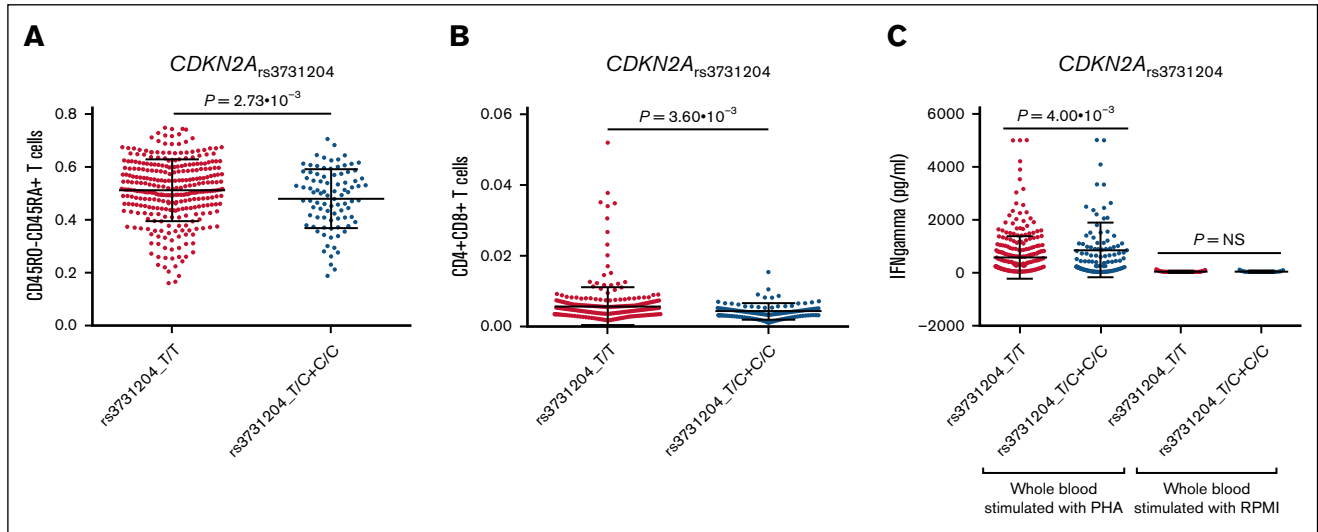 A
CDKN2Ars3731204
P = 2.73•10−3
CD45RO-CD45RA+ T cells
0.8
0.6
0.4
0.2
0.0
rs3731204_T/T
rs3731204_T/C+C/C
B
CDKN2Ars3731204
P = 3.60•10−3
CD4+CD8+ T cells
0.06
0.04
0.02
0.00
rs3731204_T/T
rs3731204_T/C+C/C
C
CDKN2Ars3731204
P = 4.00•10−3
P = NS
IFNgamma (pg/ml)
6000
4000
2000
0
−2000
rs3731204_T/T
rs3731204_T/C+C/C
rs3731204_T/T
rs3731204_T/C+C/C
Whole blood
stimulated with PHA
Whole blood
stimulated with RPMI